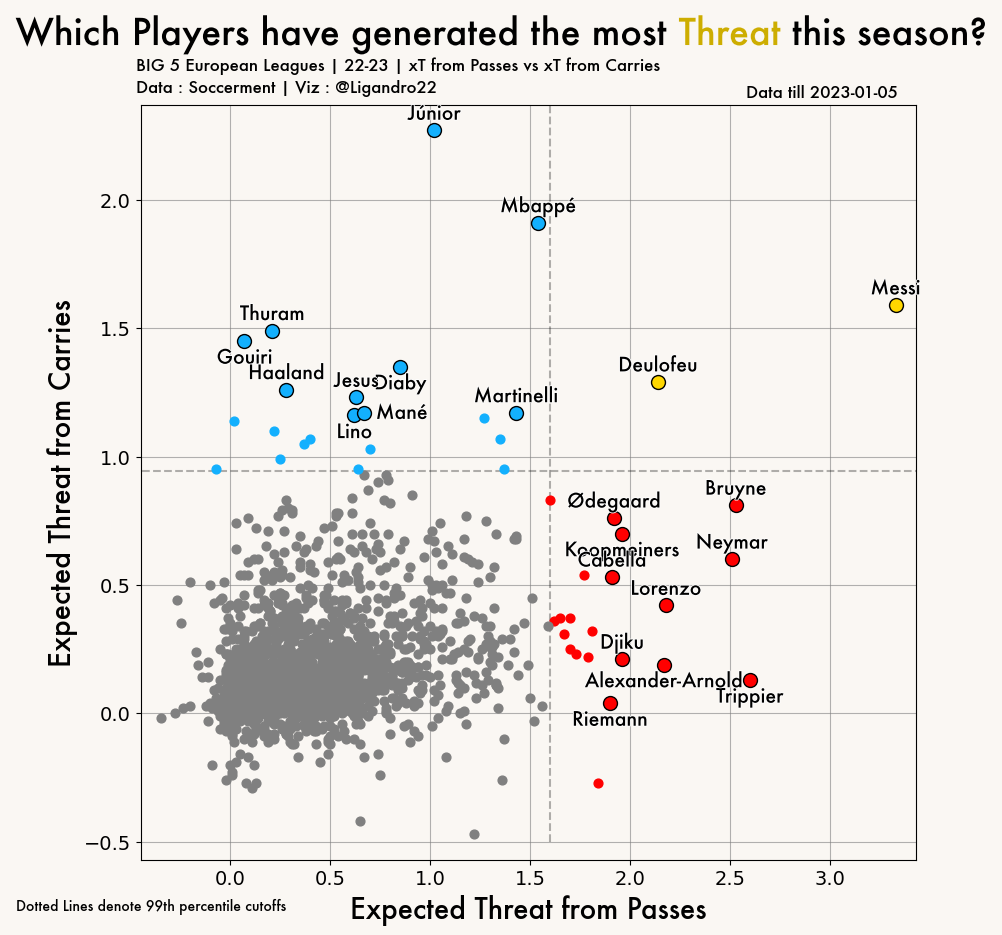 Which Players have generated the most Threat this season?
BIG 5 European Leagues | 22-23 | xT from Passes vs xT from Carries
Data : Soccerment | Viz : @Ligandro22
Data till 2023-01-05
Júnior
Mbappé
Messi
Thuram
Gouiri
Haaland
Jesus
Diaby
Deulofeu
Martinelli
Mané
Lino
Bruyne
Ødegaard
Neymar
Koopmeiners
Cabella
Lorenzo
Djiku
Alexander-Arnold
Trippier
Riemann
2.0
1.5
1.0
0.5
0.0
−0.5
Expected Threat from Carries
0.0 0.5 1.0 1.5 2.0 2.5 3.0
Expected Threat from Passes
Dotted Lines denote 99th percentile cutoffs